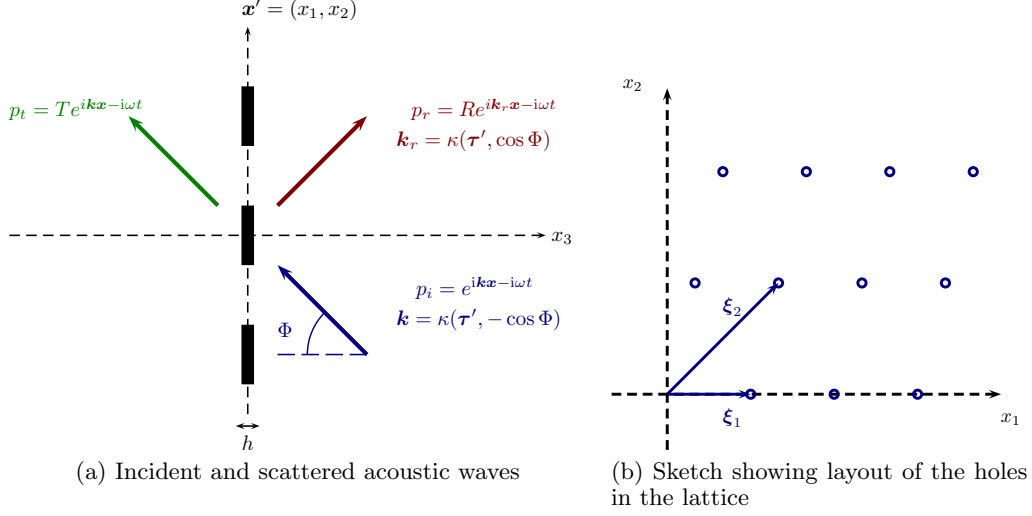 𝒙′ = (x₁, x₂)
pₜ = Te^{i𝒌𝒙−iωt}
pᵣ = Re^{i𝒌ᵣ𝒙−iωt}
𝒌ᵣ = κ(𝝉′, cos Φ)
x₃
Φ
pᵢ = e^{i𝒌𝒙−iωt}
𝒌 = κ(𝝉′, − cos Φ)
h
(a) Incident and scattered acoustic waves
x₂
𝝃₂
𝝃₁
x₁
(b) Sketch showing layout of the holes
in the lattice